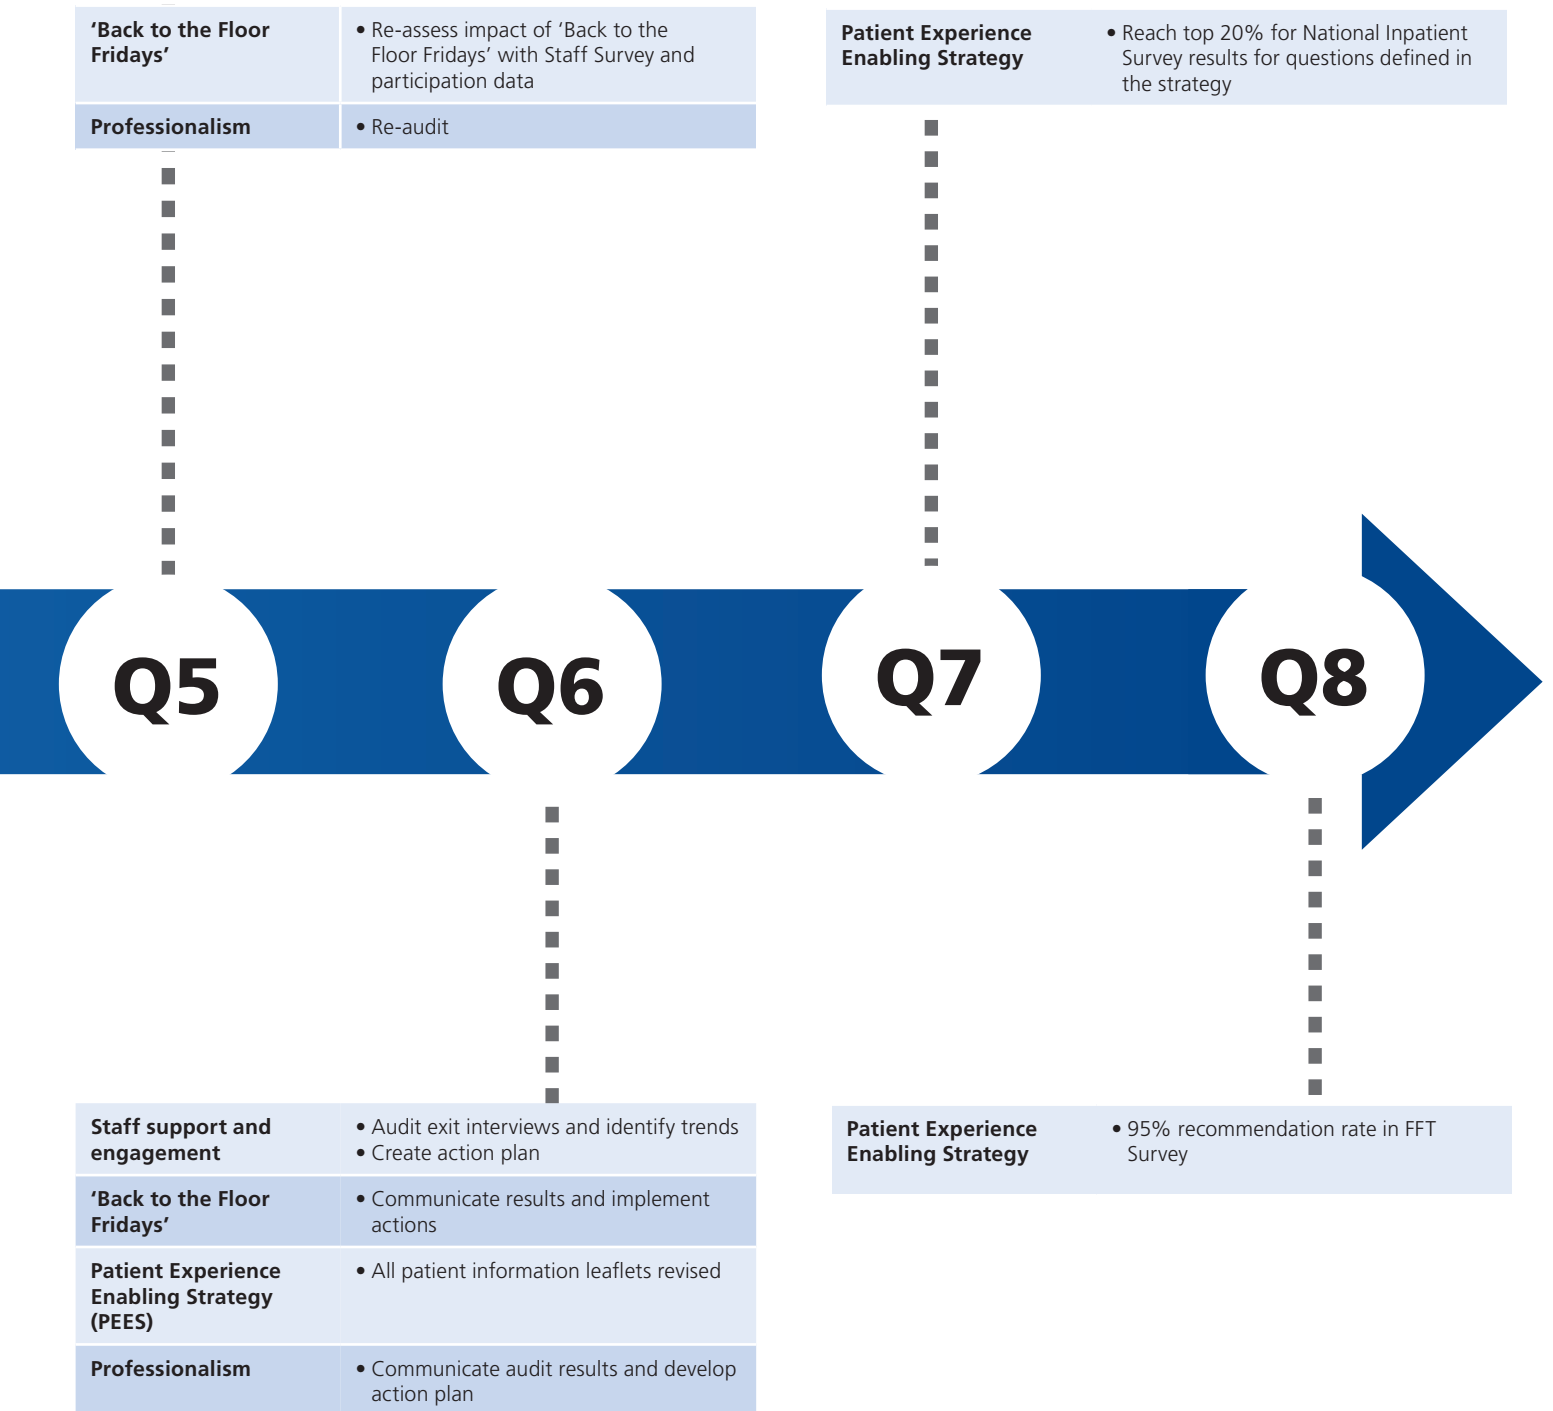 ‘Back to the Floor
Fridays’
• Re-assess impact of ‘Back to the
Floor Fridays’ with Staff Survey and
participation data
Professionalism
• Re-audit
Patient Experience
Enabling Strategy
• Reach top 20% for National Inpatient
Survey results for questions defined in
the strategy
Q5
Q6
Q7
Q8
Staff support and
engagement
• Audit exit interviews and identify trends
• Create action plan
‘Back to the Floor
Fridays’
• Communicate results and implement
actions
Patient Experience
Enabling Strategy
(PEES)
• All patient information leaflets revised
Professionalism
• Communicate audit results and develop
action plan
Patient Experience
Enabling Strategy
• 95% recommendation rate in FFT
Survey